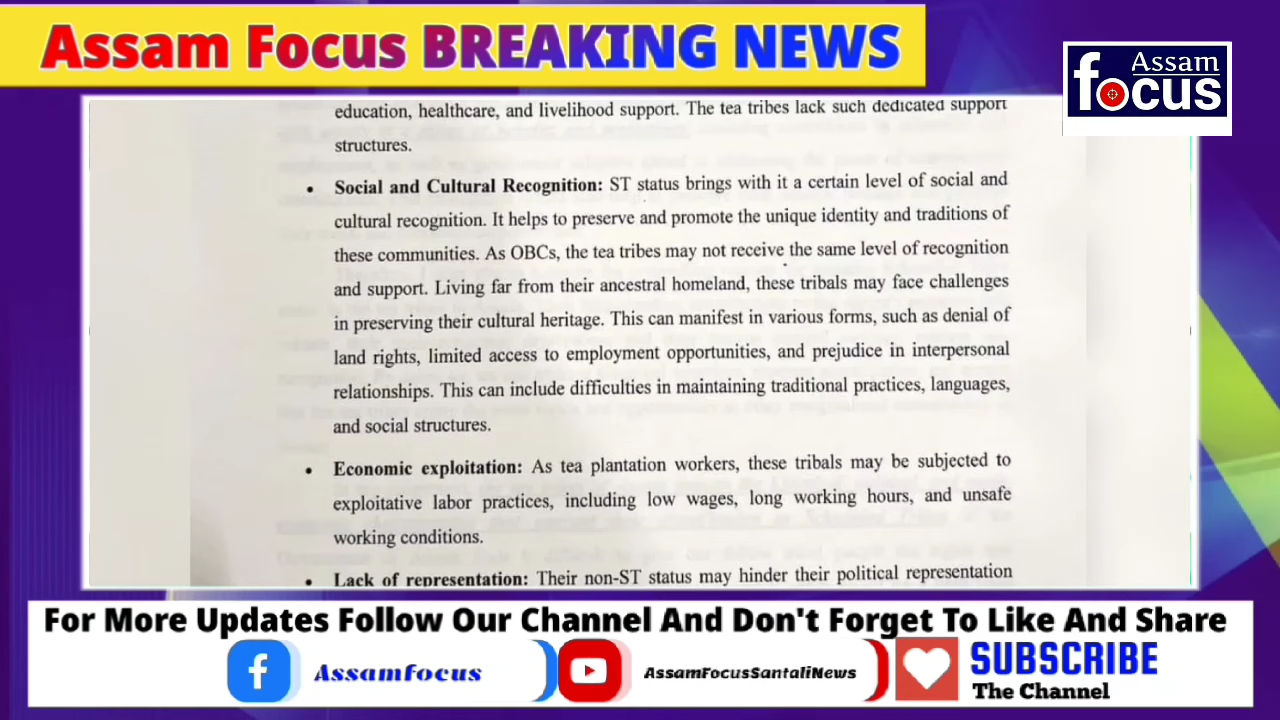 Assam Focus BREAKING NEWS
Assam
focus
education, healthcare, and livelihood support. The tea tribes lack such dedicated support
structures.
• Social and Cultural Recognition: ST status brings with it a certain level of social and
cultural recognition. It helps to preserve and promote the unique identity and traditions of
these communities. As OBCs, the tea tribes may not receive the same level of recognition
and support. Living far from their ancestral homeland, these tribals may face challenges
in preserving their cultural heritage. This can manifest in various forms, such as denial of
land rights, limited access to employment opportunities, and prejudice in interpersonal
relationships. This can include difficulties in maintaining traditional practices, languages,
and social structures.
• Economic exploitation: As tea plantation workers, these tribals may be subjected to
exploitative labor practices, including low wages, long working hours, and unsafe
working conditions.
• Lack of representation: Their non-ST status may hinder their political representation
For More Updates Follow Our Channel And Don't Forget To Like And Share
Assamfocus
AssamFocusSantaliNews
SUBSCRIBE
The Channel